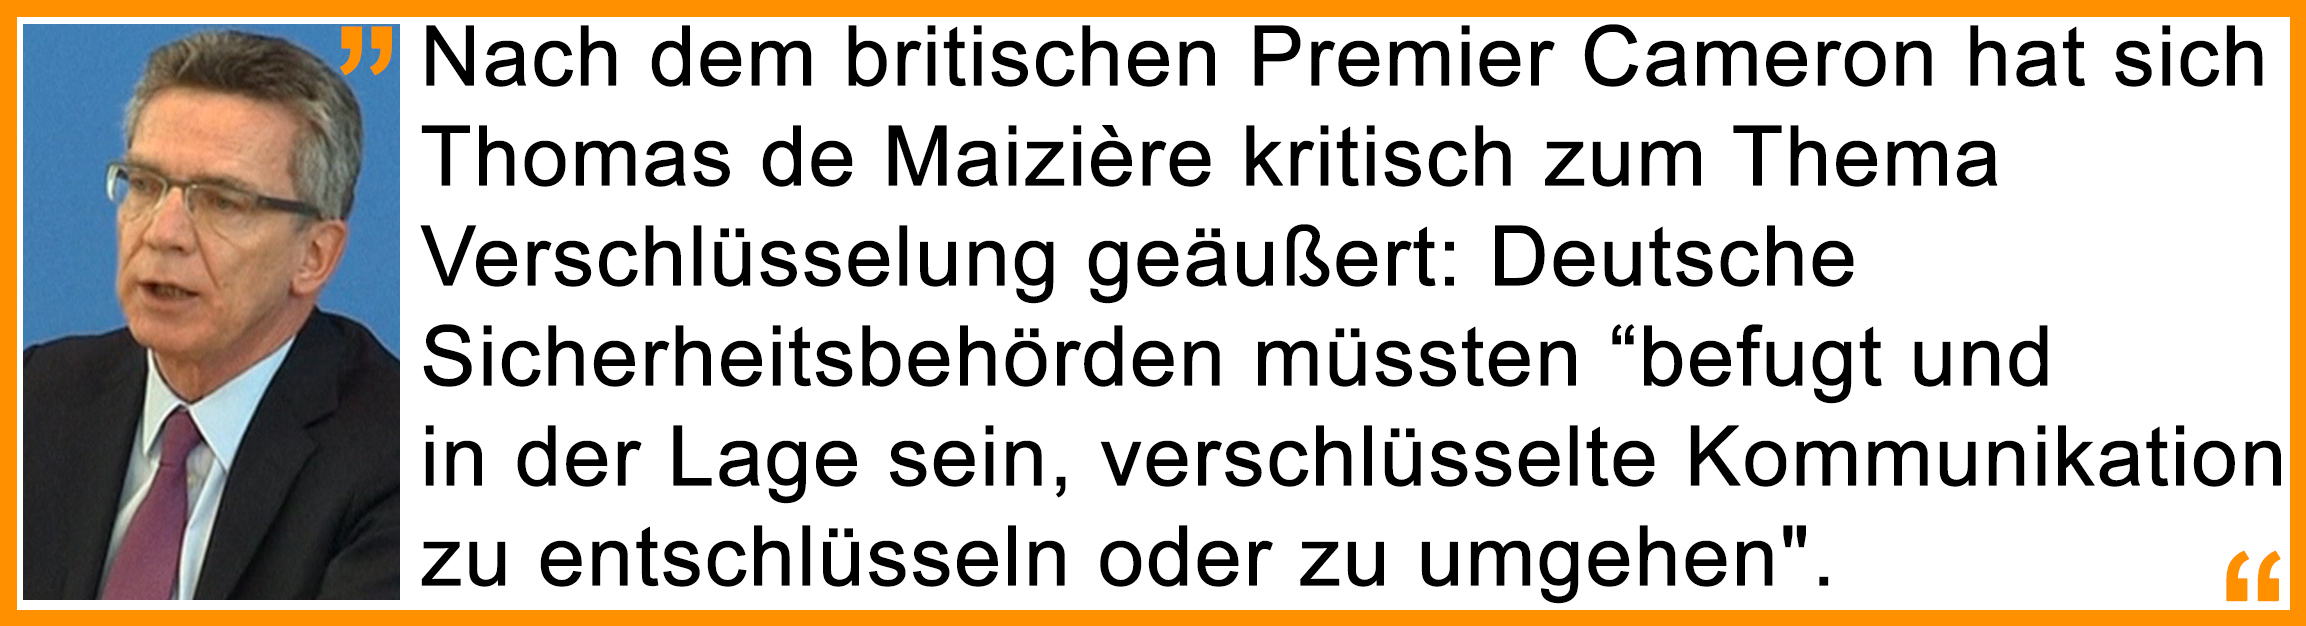 ”Nach dem britischen Premier Cameron hat sich
Thomas de Maizière kritisch zum Thema
Verschlüsselung geäußert: Deutsche
Sicherheitsbehörden müssten “befugt und
in der Lage sein, verschlüsselte Kommunikation
zu entschlüsseln oder zu umgehen".“